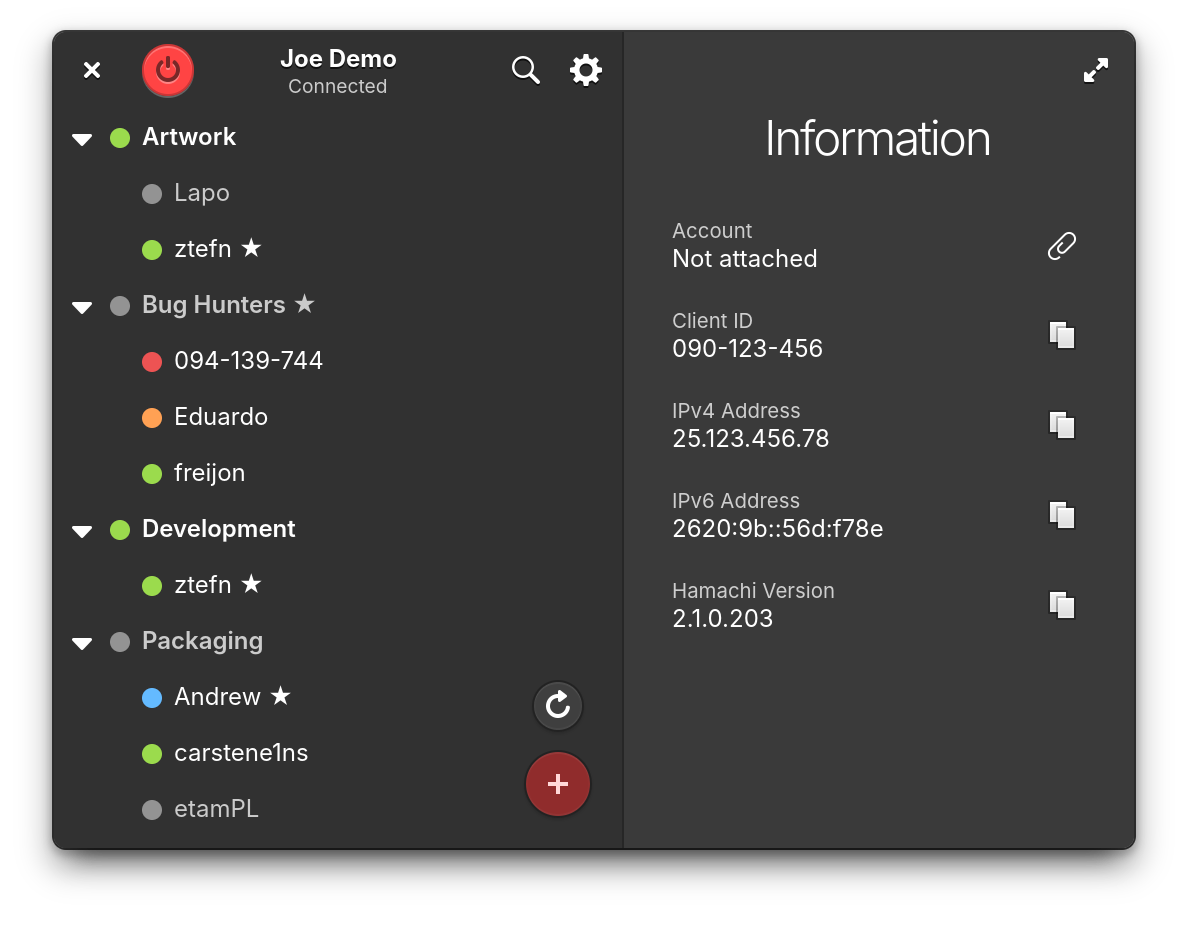 Joe Demo
Connected
Artwork
Lapo
ztefn ★
Bug Hunters ★
094-139-744
Eduardo
freijon
Development
ztefn ★
Packaging
Andrew ★
carstene1ns
etamPL
Information
Account
Not attached
Client ID
090-123-456
IPv4 Address
25.123.456.78
IPv6 Address
2620:9b::56d:f78e
Hamachi Version
2.1.0.203